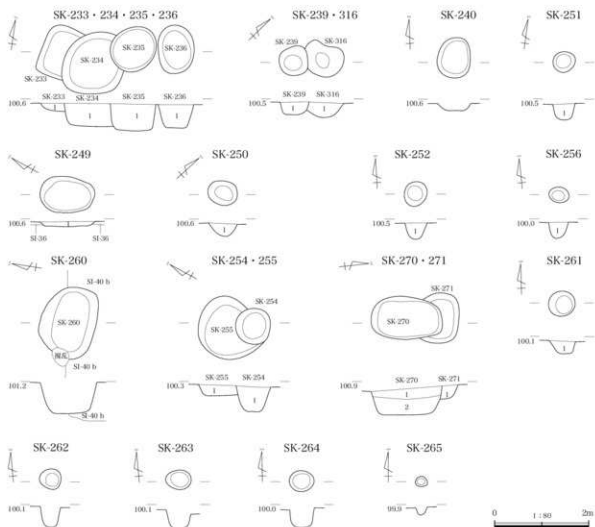 SK-233・234・235・236
SK-233
SK-234
SK-235
SK-236
SK-233 SK-234 SK-235 SK-236
100.6
1 1 1 1
SK-239・316
SK-239
SK-316
SK-239 SK-316
100.5
1 1
SK-240
100.6
SK-251
100.5
1
SK-249
100.6
1
SI-36 SI-36
SK-250
100.6
1
SK-252
100.5
1
SK-256
100.0
1
SK-260
SI-40 b
SK-260
攪乱
SI-40 b
101.2
SI-40 b
SK-254・255
SK-254
SK-255
SK-255 SK-254
100.3
1 1
SK-270・271
SK-271
SK-270
SK-270 SK-271
100.9
1 1
2
SK-261
100.1
1
SK-262
100.1
SK-263
100.1
SK-264
100.0
SK-265
99.9
0 1:80 2m